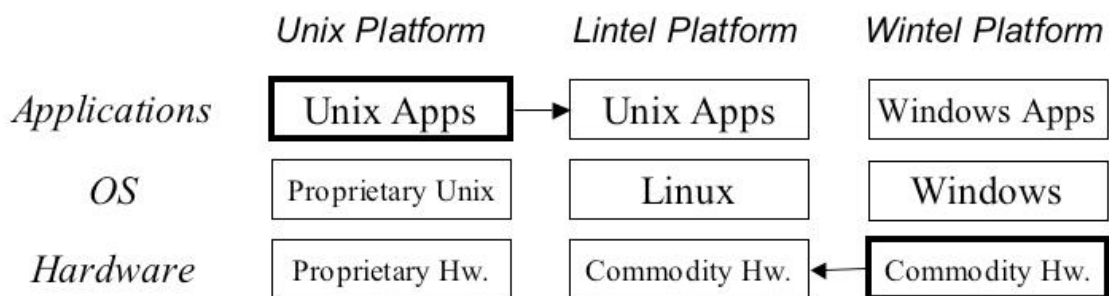 Unix Platform Lintel Platform Wintel Platform
Applications Unix Apps Unix Apps Windows Apps
OS Proprietary Unix Linux Windows
Hardware Proprietary Hw. Commodity Hw. Commodity Hw.